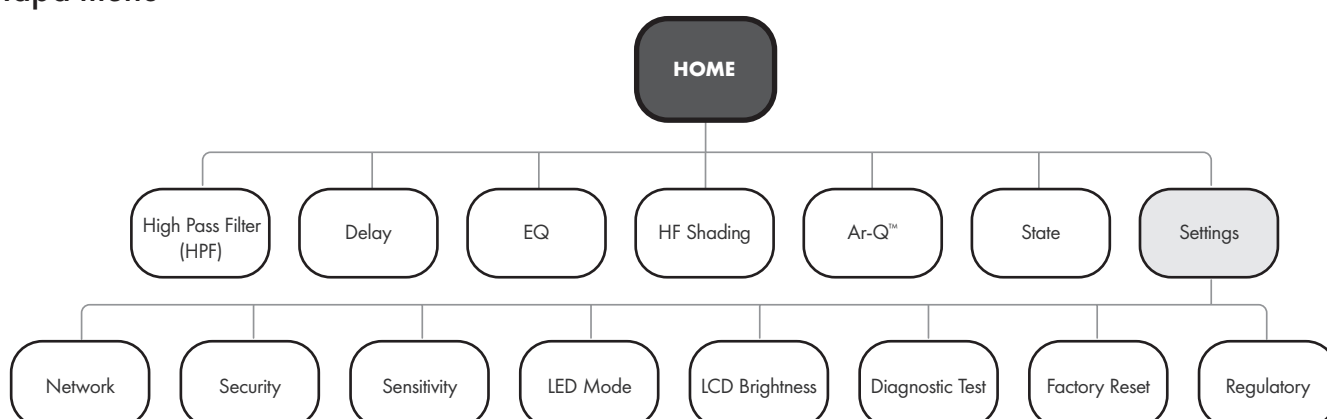 HOME
High Pass Filter
(HPF)
Delay
EQ
HF Shading
Ar-Q™
State
Settings
Network
Security
Sensitivity
LED Mode
LCD Brightness
Diagnostic Test
Factory Reset
Regulatory